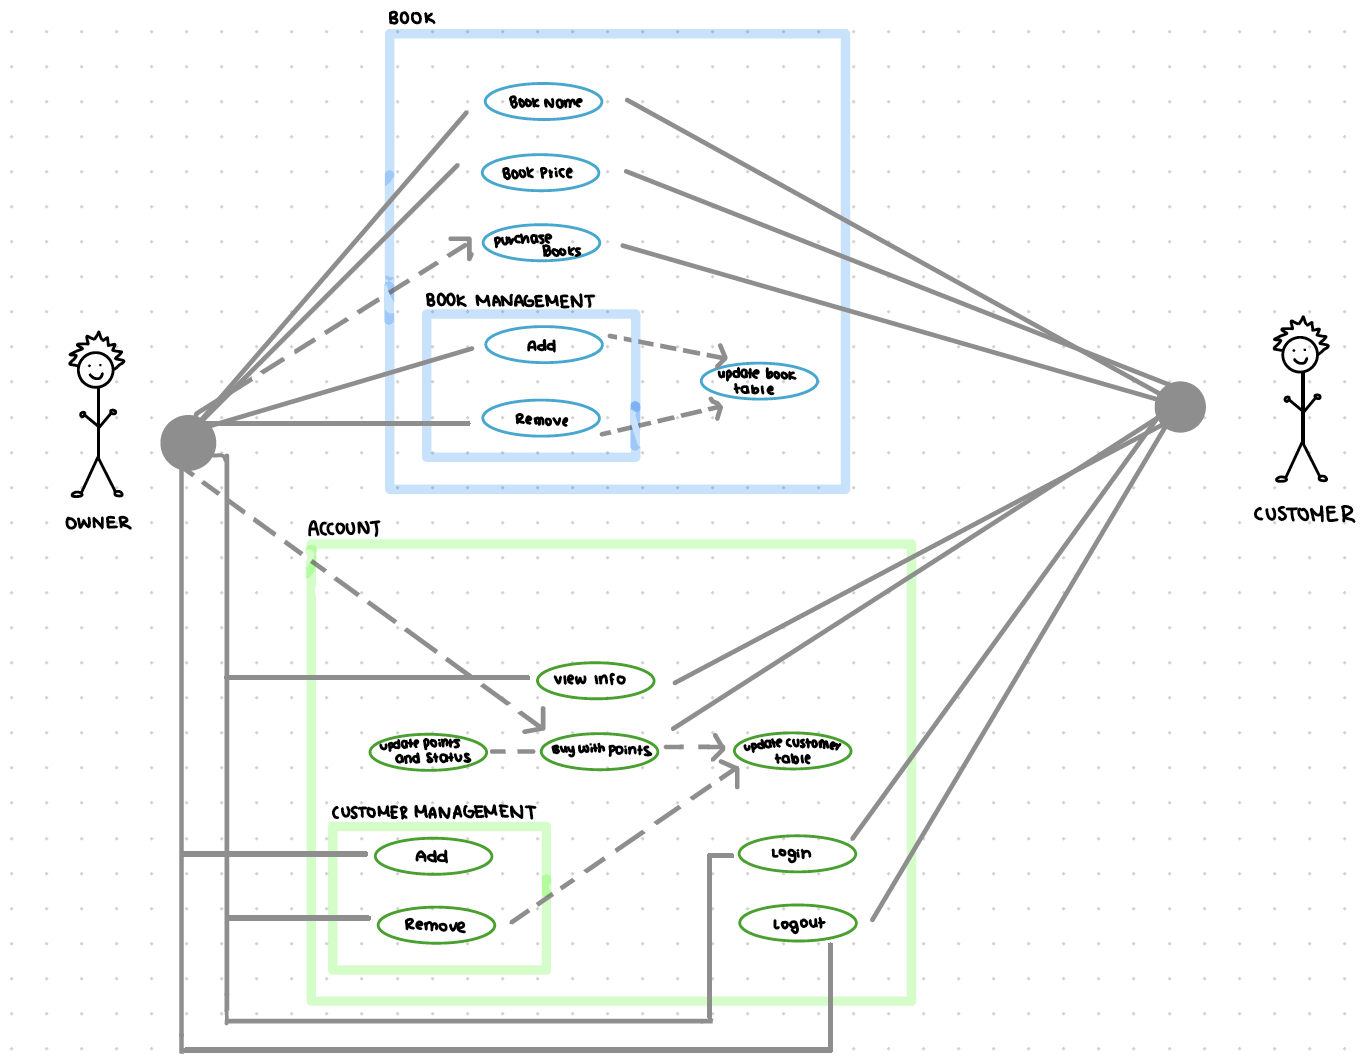 BOOK
Book Name
Book Price
Purchase
Books
BOOK MANAGEMENT
Add
update book
table
Remove
OWNER
CUSTOMER
ACCOUNT
View info
update points
and status
Buy with points
update customer
table
CUSTOMER MANAGEMENT
Add
Login
Remove
Logout